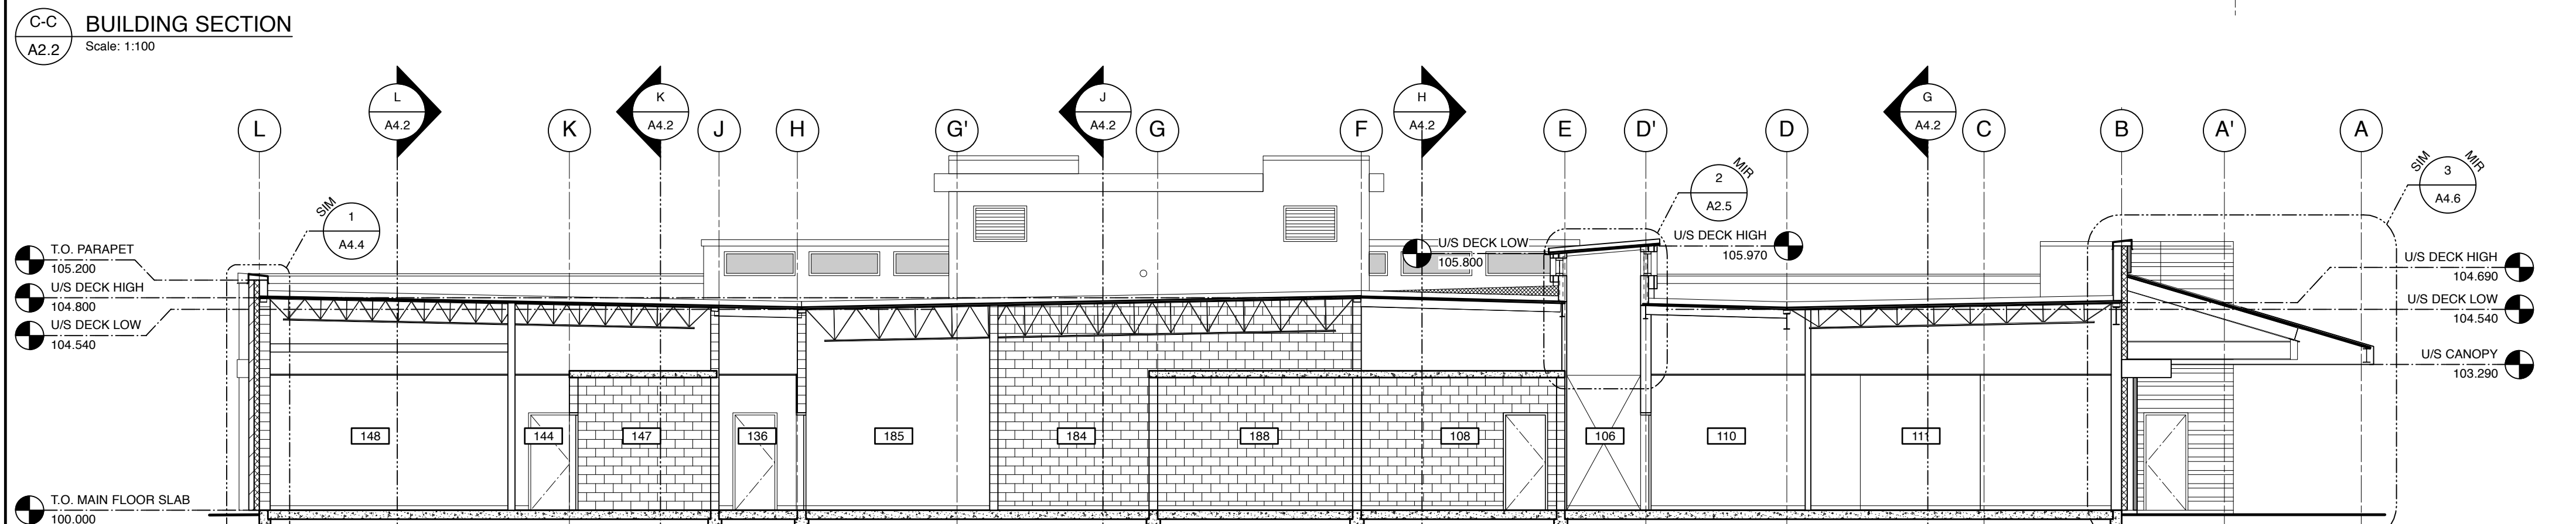 C-C
A2.2
BUILDING SECTION
Scale: 1:100
L
A4.2
K
A4.2
J
A4.2
H
A4.2
G
A4.2
L
K
J
H
G'
G
F
E
D'
D
C
B
A'
A
SIM
1
A4.4
MIR
2
A2.5
SIM
MIR
3
A4.6
T.O. PARAPET
105.200
U/S DECK HIGH
104.800
U/S DECK LOW
104.540
U/S DECK LOW
105.800
U/S DECK HIGH
105.970
U/S DECK HIGH
104.690
U/S DECK LOW
104.540
U/S CANOPY
103.290
148
144
147
136
185
184
188
108
106
110
111
T.O. MAIN FLOOR SLAB
100.000